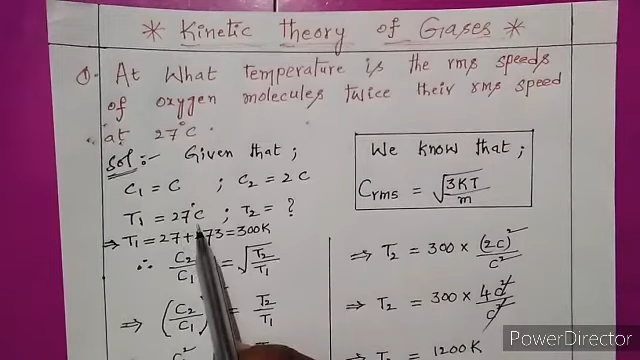 * Kinetic Theory of Gases *
Q. At What temperature is the rms speeds
of oxygen molecules twice their rms speed
at 27°C.
Sol:- Given that;
C₁ = C ; C₂ = 2C
T₁ = 27°C ; T₂ = ?
⇒ T₁ = 27+273 = 300K
∴ C₂/C₁ = √(T₂/T₁)
⇒ (C₂/C₁) = T₂/T₁
We Know that;
Crms = √(3KT/m)
T₂ = 300 × (2C)²/C²
⇒ T₂ = 300 × 4C²/C²
⇒ T₂ = 1200K
PowerDirector